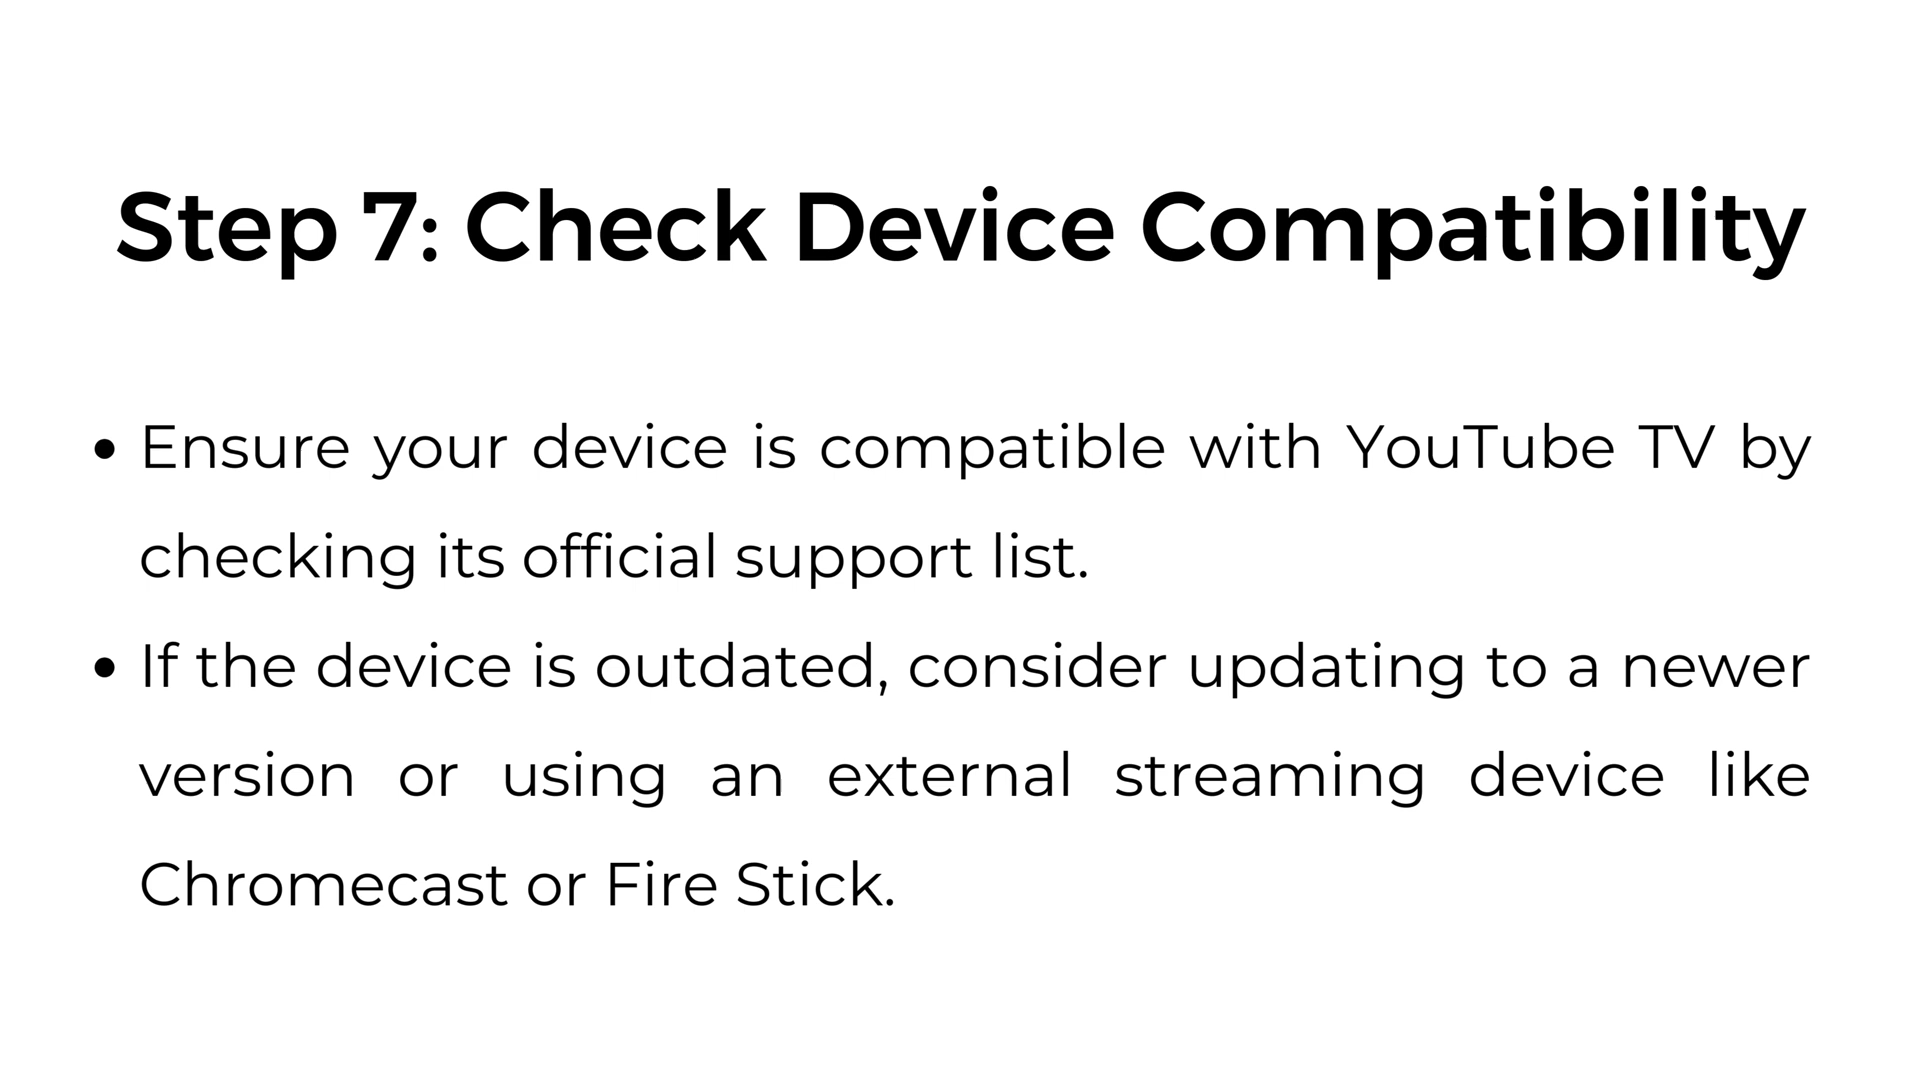 Step 7: Check Device Compatibility
• Ensure your device is compatible with YouTube TV by
checking its official support list.
• If the device is outdated, consider updating to a newer
version or using an external streaming device like
Chromecast or Fire Stick.